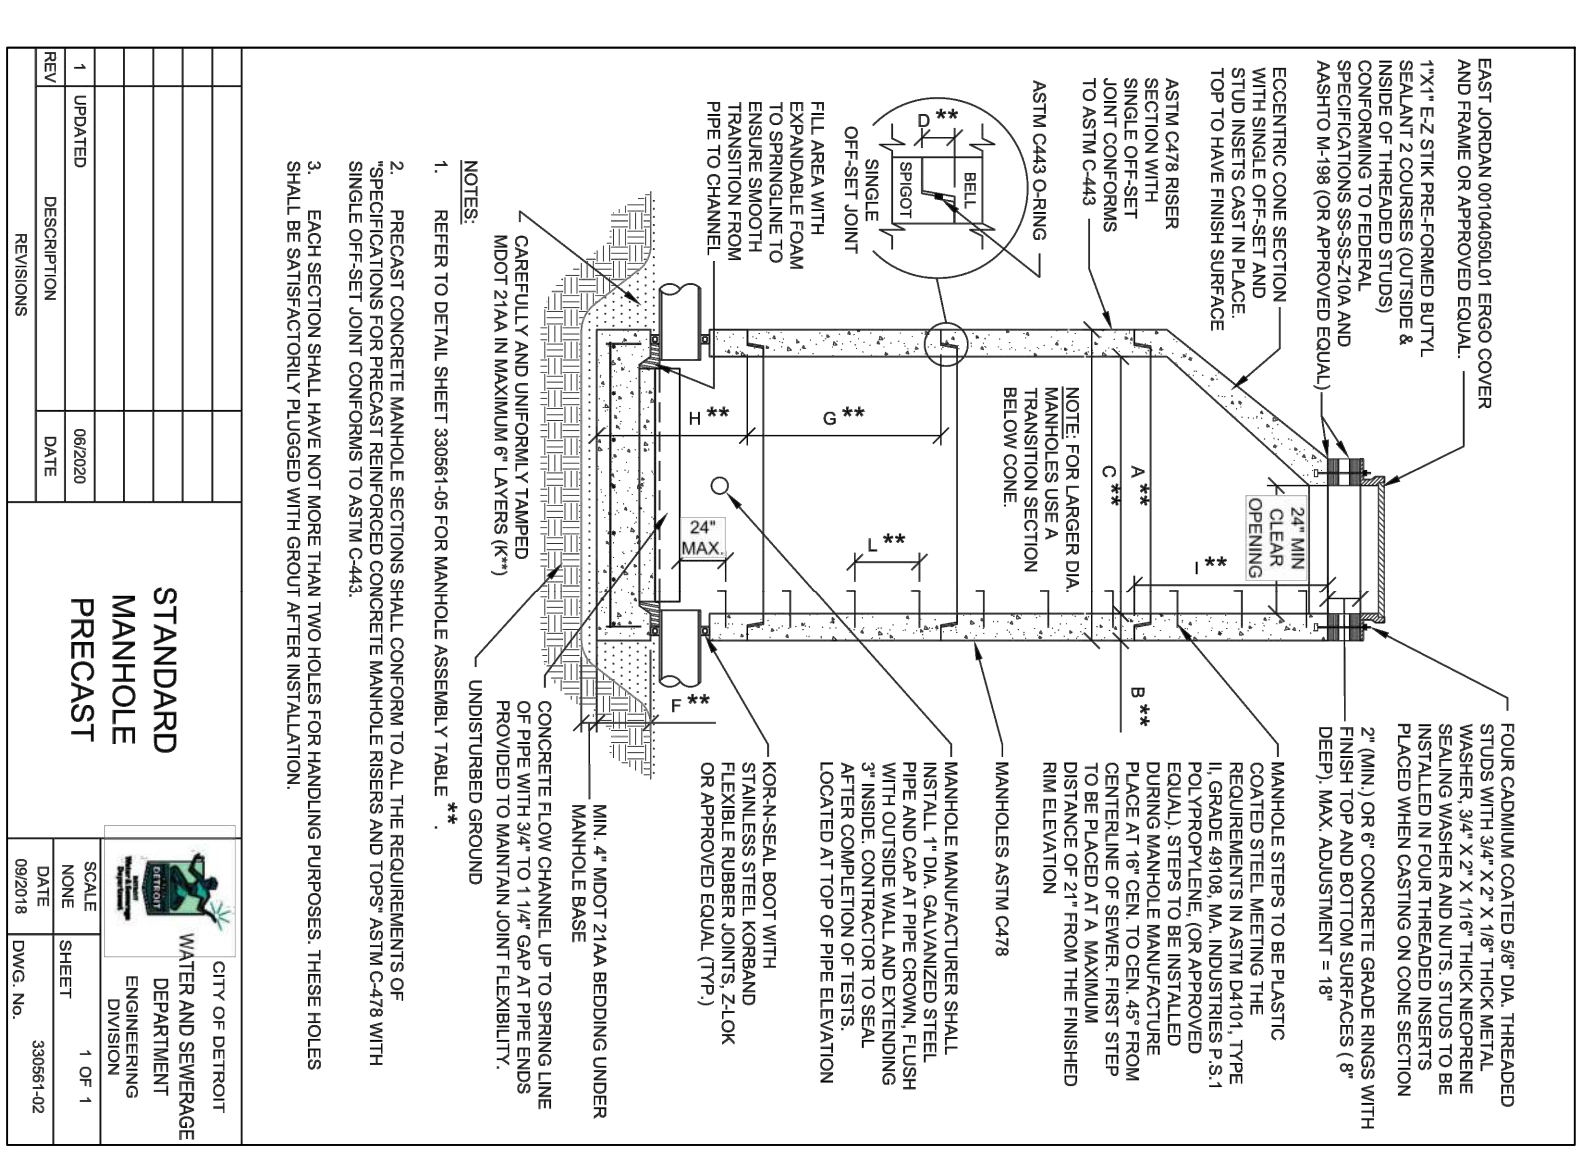 EAST JORDAN 00104050L01 ERGO COVER
AND FRAME OR APPROVED EQUAL.
1"X1" E-Z STIK PRE-FORMED BUTYL
SEALANT 2 COURSES (OUTSIDE &
INSIDE OF THREADED STUDS)
CONFORMING TO FEDERAL
SPECIFICATIONS SS-SS-Z10A AND
AASHTO M-198 (OR APPROVED EQUAL)
ECCENTRIC CONE SECTION
WITH SINGLE OFF-SET AND
STUD INSETS CAST IN PLACE.
TOP TO HAVE FINISH SURFACE
ASTM C478 RISER
SECTION WITH
SINGLE OFF-SET
JOINT CONFORMS
TO ASTM C-443
ASTM C443 O-RING
D **
BELL
SPIGOT
SINGLE
OFF-SET JOINT
FILL AREA WITH
EXPANDABLE FOAM
TO SPRINGLINE TO
ENSURE SMOOTH
TRANSITION FROM
PIPE TO CHANNEL
CAREFULLY AND UNIFORMLY TAMPED
MDOT 21AA IN MAXIMUM 6" LAYERS (K**)
24" MIN
CLEAR
OPENING
I **
A **
C **
B **
NOTE: FOR LARGER DIA.
MANHOLES USE A
TRANSITION SECTION
BELOW CONE.
L **
G **
H **
24"
MAX.
F **
FOUR CADMIUM COATED 5/8" DIA. THREADED
STUDS WITH 3/4" X 2" X 1/8" THICK METAL
WASHER, 3/4" X 2" X 1/16" THICK NEOPRENE
SEALING WASHER AND NUTS. STUDS TO BE
INSTALLED IN FOUR THREADED INSERTS
PLACED WHEN CASTING ON CONE SECTION
2" (MIN.) OR 6" CONCRETE GRADE RINGS WITH
FINISH TOP AND BOTTOM SURFACES ( 8"
DEEP). MAX. ADJUSTMENT = 18"
MANHOLE STEPS TO BE PLASTIC
COATED STEEL MEETING THE
REQUIREMENTS IN ASTM D4101, TYPE
II, GRADE 49108, MA. INDUSTRIES P.S.1
POLYPROPYLENE, (OR APPROVED
EQUAL). STEPS TO BE INSTALLED
DURING MANHOLE MANUFACTURE
PLACE AT 16" CEN. TO CEN. 45° FROM
CENTERLINE OF SEWER. FIRST STEP
TO BE PLACED AT A MAXIMUM
DISTANCE OF 21" FROM THE FINISHED
RIM ELEVATION
MANHOLES ASTM C478
MANHOLE MANUFACTURER SHALL
INSTALL 1" DIA. GALVANIZED STEEL
PIPE AND CAP AT PIPE CROWN, FLUSH
WITH OUTSIDE WALL AND EXTENDING
3" INSIDE. CONTRACTOR TO SEAL
AFTER COMPLETION OF TESTS.
LOCATED AT TOP OF PIPE ELEVATION
KOR-N-SEAL BOOT WITH
STAINLESS STEEL KORBAND
FLEXIBLE RUBBER JOINTS, Z-LOK
OR APPROVED EQUAL (TYP.)
MIN. 4" MDOT 21AA BEDDING UNDER
MANHOLE BASE
CONCRETE FLOW CHANNEL UP TO SPRING LINE
OF PIPE WITH 3/4" TO 1 1/4" GAP AT PIPE ENDS
PROVIDED TO MAINTAIN JOINT FLEXIBILITY.
UNDISTURBED GROUND
NOTES:
1. REFER TO DETAIL SHEET 330561-05 FOR MANHOLE ASSEMBLY TABLE ** .
2. PRECAST CONCRETE MANHOLE SECTIONS SHALL CONFORM TO ALL THE REQUIREMENTS OF
"SPECIFICATIONS FOR PRECAST REINFORCED CONCRETE MANHOLE RISERS AND TOPS" ASTM C-478 WITH
SINGLE OFF-SET JOINT CONFORMS TO ASTM C-443.
3. EACH SECTION SHALL HAVE NOT MORE THAN TWO HOLES FOR HANDLING PURPOSES. THESE HOLES
SHALL BE SATISFACTORILY PLUGGED WITH GROUT AFTER INSTALLATION.
1 UPDATED 06/2020
REV DESCRIPTION DATE
REVISIONS
STANDARD
MANHOLE
PRECAST
DETROIT
Water & Sewerage
Department
CITY OF DETROIT
WATER AND SEWERAGE
DEPARTMENT
ENGINEERING
DIVISION
SCALE
NONE
DATE
09/2018
SHEET
1 OF 1
DWG. No.
330561-02